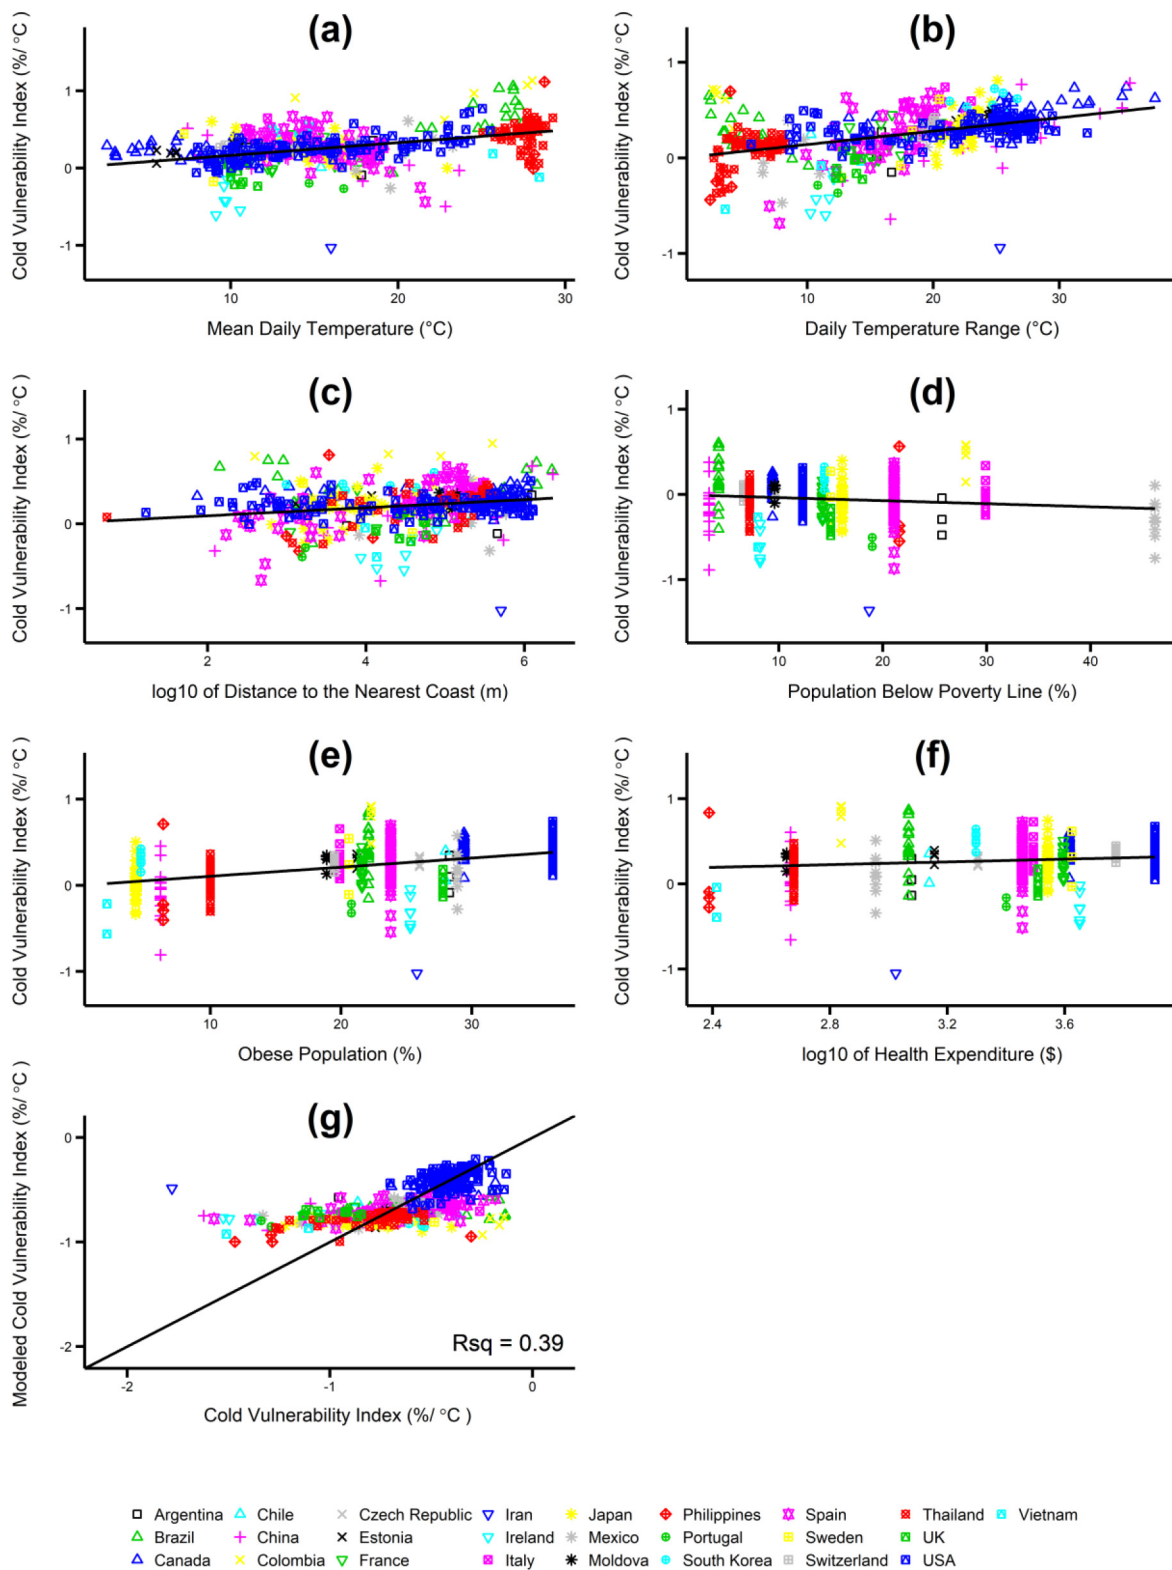 (a)
Cold Vulnerability Index (%/ °C)
1
0
-1
10
20
30
Mean Daily Temperature (°C)
(b)
Cold Vulnerability Index (%/ °C)
1
0
-1
10
20
30
Daily Temperature Range (°C)
(c)
Cold Vulnerability Index (%/ °C)
1
0
-1
2
4
6
log10 of Distance to the Nearest Coast (m)
(d)
Cold Vulnerability Index (%/ °C)
1
0
-1
10
20
30
40
Population Below Poverty Line (%)
(e)
Cold Vulnerability Index (%/ °C)
1
0
-1
10
20
30
Obese Population (%)
(f)
Cold Vulnerability Index (%/ °C)
1
0
-1
2.4
2.8
3.2
3.6
log10 of Health Expenditure ($)
(g)
Modeled Cold Vulnerability Index (%/ °C)
0
-1
-2
Rsq = 0.39
-2
-1
0
Cold Vulnerability Index (%/ °C )
Argentina Chile Czech Republic Iran Japan Philippines Spain Thailand Vietnam
Brazil China Estonia Ireland Mexico Portugal Sweden UK
Canada Colombia France Italy Moldova South Korea Switzerland USA